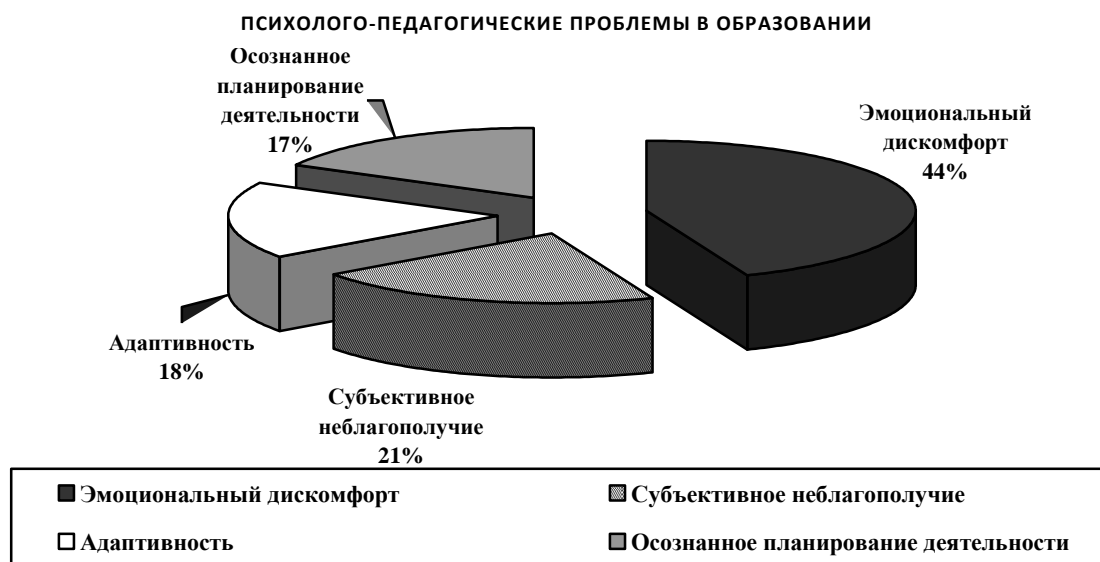 ПСИХОЛОГО-ПЕДАГОГИЧЕСКИЕ ПРОБЛЕМЫ В ОБРАЗОВАНИИ
Осознанное
планирование
деятельности
17%
Эмоциональный
дискомфорт
44%
Адаптивность
18%
Субъективное
неблагополучие
21%
Эмоциональный дискомфорт
Субъективное неблагополучие
Адаптивность
Осознанное планирование деятельности